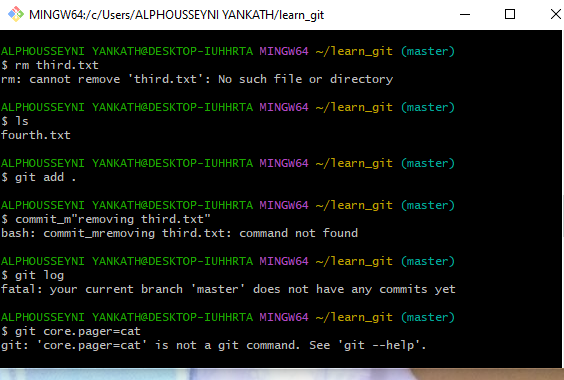 MINGW64:/c/Users/ALPHOUSSEYNI YANKATH/learn_git
ALPHOUSSEYNI YANKATH@DESKTOP-IUHHRTA MINGW64 ~/learn_git (master)
$ rm third.txt
rm: cannot remove 'third.txt': No such file or directory
ALPHOUSSEYNI YANKATH@DESKTOP-IUHHRTA MINGW64 ~/learn_git (master)
$ ls
fourth.txt
ALPHOUSSEYNI YANKATH@DESKTOP-IUHHRTA MINGW64 ~/learn_git (master)
$ git add .
ALPHOUSSEYNI YANKATH@DESKTOP-IUHHRTA MINGW64 ~/learn_git (master)
$ commit_m"removing third.txt"
bash: commit_mremoving third.txt: command not found
ALPHOUSSEYNI YANKATH@DESKTOP-IUHHRTA MINGW64 ~/learn_git (master)
$ git log
fatal: your current branch 'master' does not have any commits yet
ALPHOUSSEYNI YANKATH@DESKTOP-IUHHRTA MINGW64 ~/learn_git (master)
$ git core.pager=cat
git: 'core.pager=cat' is not a git command. See 'git --help'.